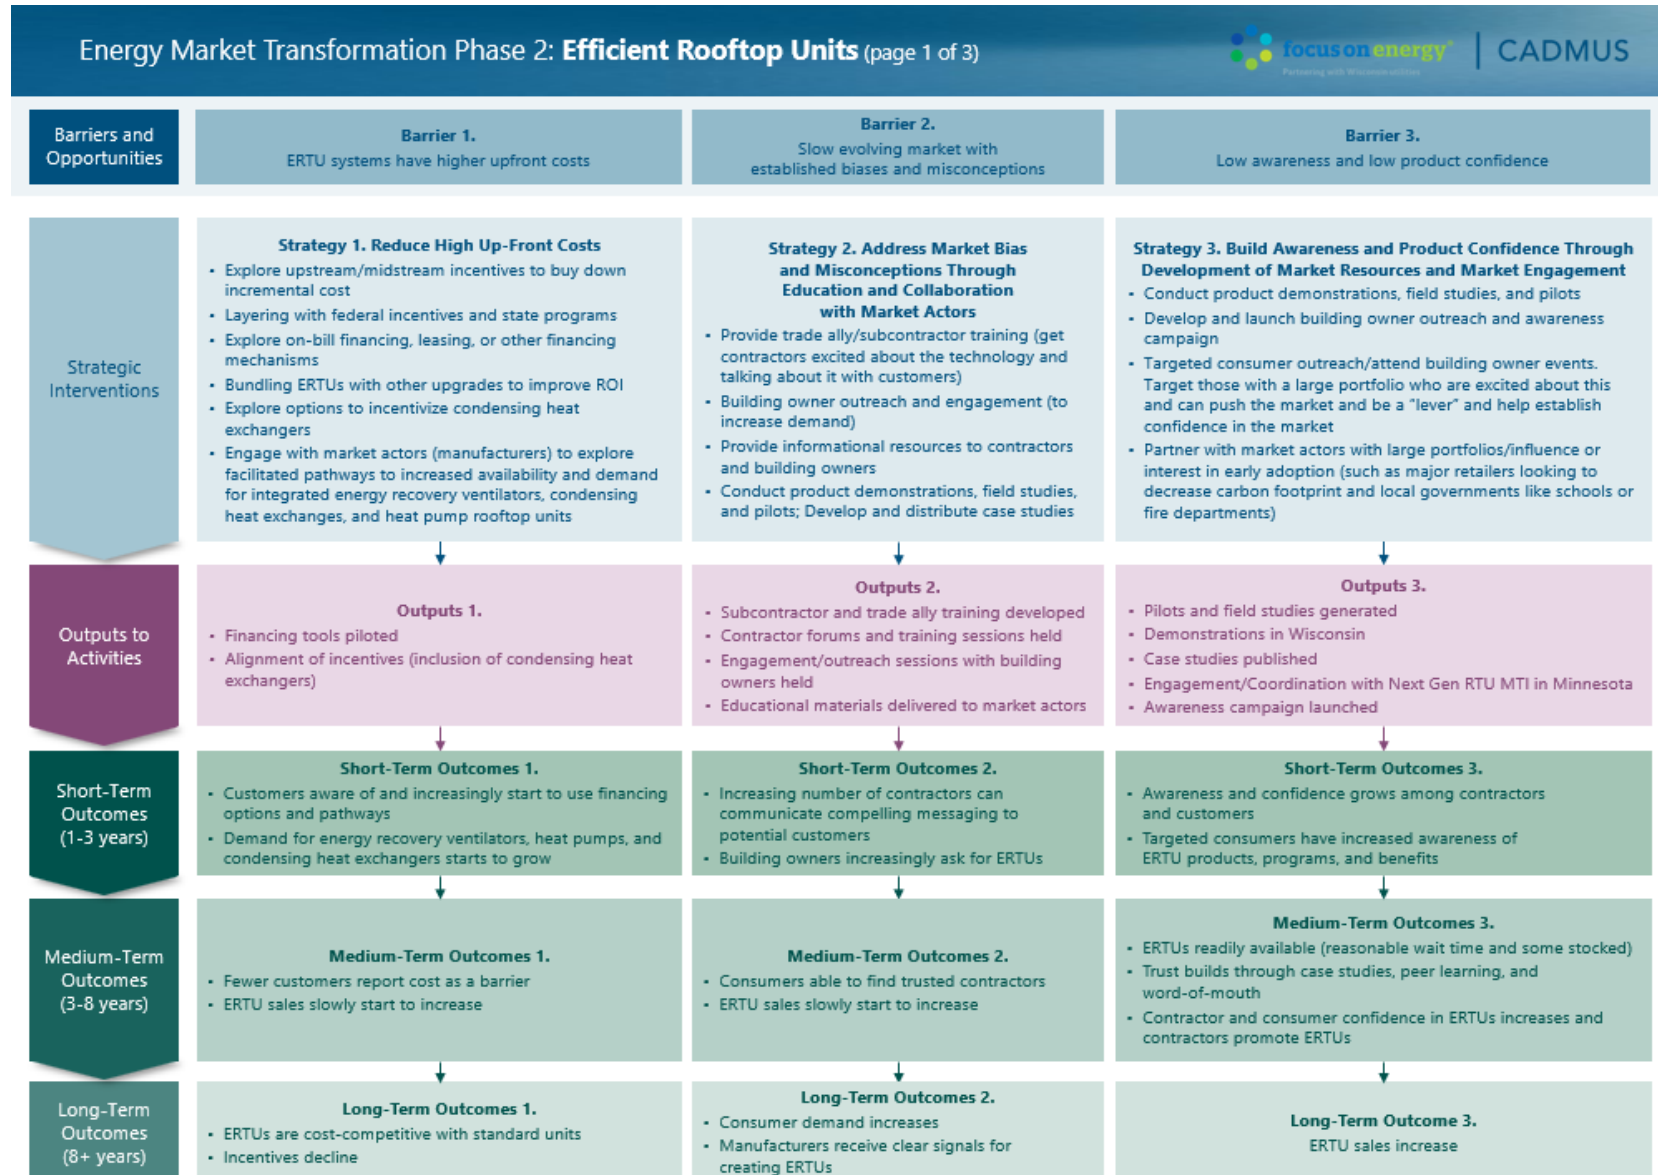 Energy Market Transformation Phase 2: Efficient Rooftop Units (page 1 of 3)
focus on energy®
Partnering with Wisconsin utilities
CADMUS
Barriers and
Opportunities
Barrier 1.
ERTU systems have higher upfront costs
Barrier 2.
Slow evolving market with
established biases and misconceptions
Barrier 3.
Low awareness and low product confidence
Strategic
Interventions
Strategy 1. Reduce High Up-Front Costs
▪ Explore upstream/midstream incentives to buy down
incremental cost
▪ Layering with federal incentives and state programs
▪ Explore on-bill financing, leasing, or other financing
mechanisms
▪ Bundling ERTUs with other upgrades to improve ROI
▪ Explore options to incentivize condensing heat
exchangers
▪ Engage with market actors (manufacturers) to explore
facilitated pathways to increased availability and demand
for integrated energy recovery ventilators, condensing
heat exchanges, and heat pump rooftop units
Strategy 2. Address Market Bias
and Misconceptions Through
Education and Collaboration
with Market Actors
▪ Provide trade ally/subcontractor training (get
contractors excited about the technology and
talking about it with customers)
▪ Building owner outreach and engagement (to
increase demand)
▪ Provide informational resources to contractors
and building owners
▪ Conduct product demonstrations, field studies,
and pilots; Develop and distribute case studies
Strategy 3. Build Awareness and Product Confidence Through
Development of Market Resources and Market Engagement
▪ Conduct product demonstrations, field studies, and pilots
▪ Develop and launch building owner outreach and awareness
campaign
▪ Targeted consumer outreach/attend building owner events.
Target those with a large portfolio who are excited about this
and can push the market and be a "lever" and help establish
confidence in the market
▪ Partner with market actors with large portfolios/influence or
interest in early adoption (such as major retailers looking to
decrease carbon footprint and local governments like schools or
fire departments)
Outputs to
Activities
Outputs 1.
▪ Financing tools piloted
▪ Alignment of incentives (inclusion of condensing heat
exchangers)
Outputs 2.
▪ Subcontractor and trade ally training developed
▪ Contractor forums and training sessions held
▪ Engagement/outreach sessions with building
owners held
▪ Educational materials delivered to market actors
Outputs 3.
▪ Pilots and field studies generated
▪ Demonstrations in Wisconsin
▪ Case studies published
▪ Engagement/Coordination with Next Gen RTU MTI in Minnesota
▪ Awareness campaign launched
Short-Term
Outcomes
(1-3 years)
Short-Term Outcomes 1.
▪ Customers aware of and increasingly start to use financing
options and pathways
▪ Demand for energy recovery ventilators, heat pumps, and
condensing heat exchangers starts to grow
Short-Term Outcomes 2.
▪ Increasing number of contractors can
communicate compelling messaging to
potential customers
▪ Building owners increasingly ask for ERTUs
Short-Term Outcomes 3.
▪ Awareness and confidence grows among contractors
and customers
▪ Targeted consumers have increased awareness of
ERTU products, programs, and benefits
Medium-Term
Outcomes
(3-8 years)
Medium-Term Outcomes 1.
▪ Fewer customers report cost as a barrier
▪ ERTU sales slowly start to increase
Medium-Term Outcomes 2.
▪ Consumers able to find trusted contractors
▪ ERTU sales slowly start to increase
Medium-Term Outcomes 3.
▪ ERTUs readily available (reasonable wait time and some stocked)
▪ Trust builds through case studies, peer learning, and
word-of-mouth
▪ Contractor and consumer confidence in ERTUs increases and
contractors promote ERTUs
Long-Term
Outcomes
(8+ years)
Long-Term Outcomes 1.
▪ ERTUs are cost-competitive with standard units
▪ Incentives decline
Long-Term Outcomes 2.
▪ Consumer demand increases
▪ Manufacturers receive clear signals for
creating ERTUs
Long-Term Outcome 3.
ERTU sales increase